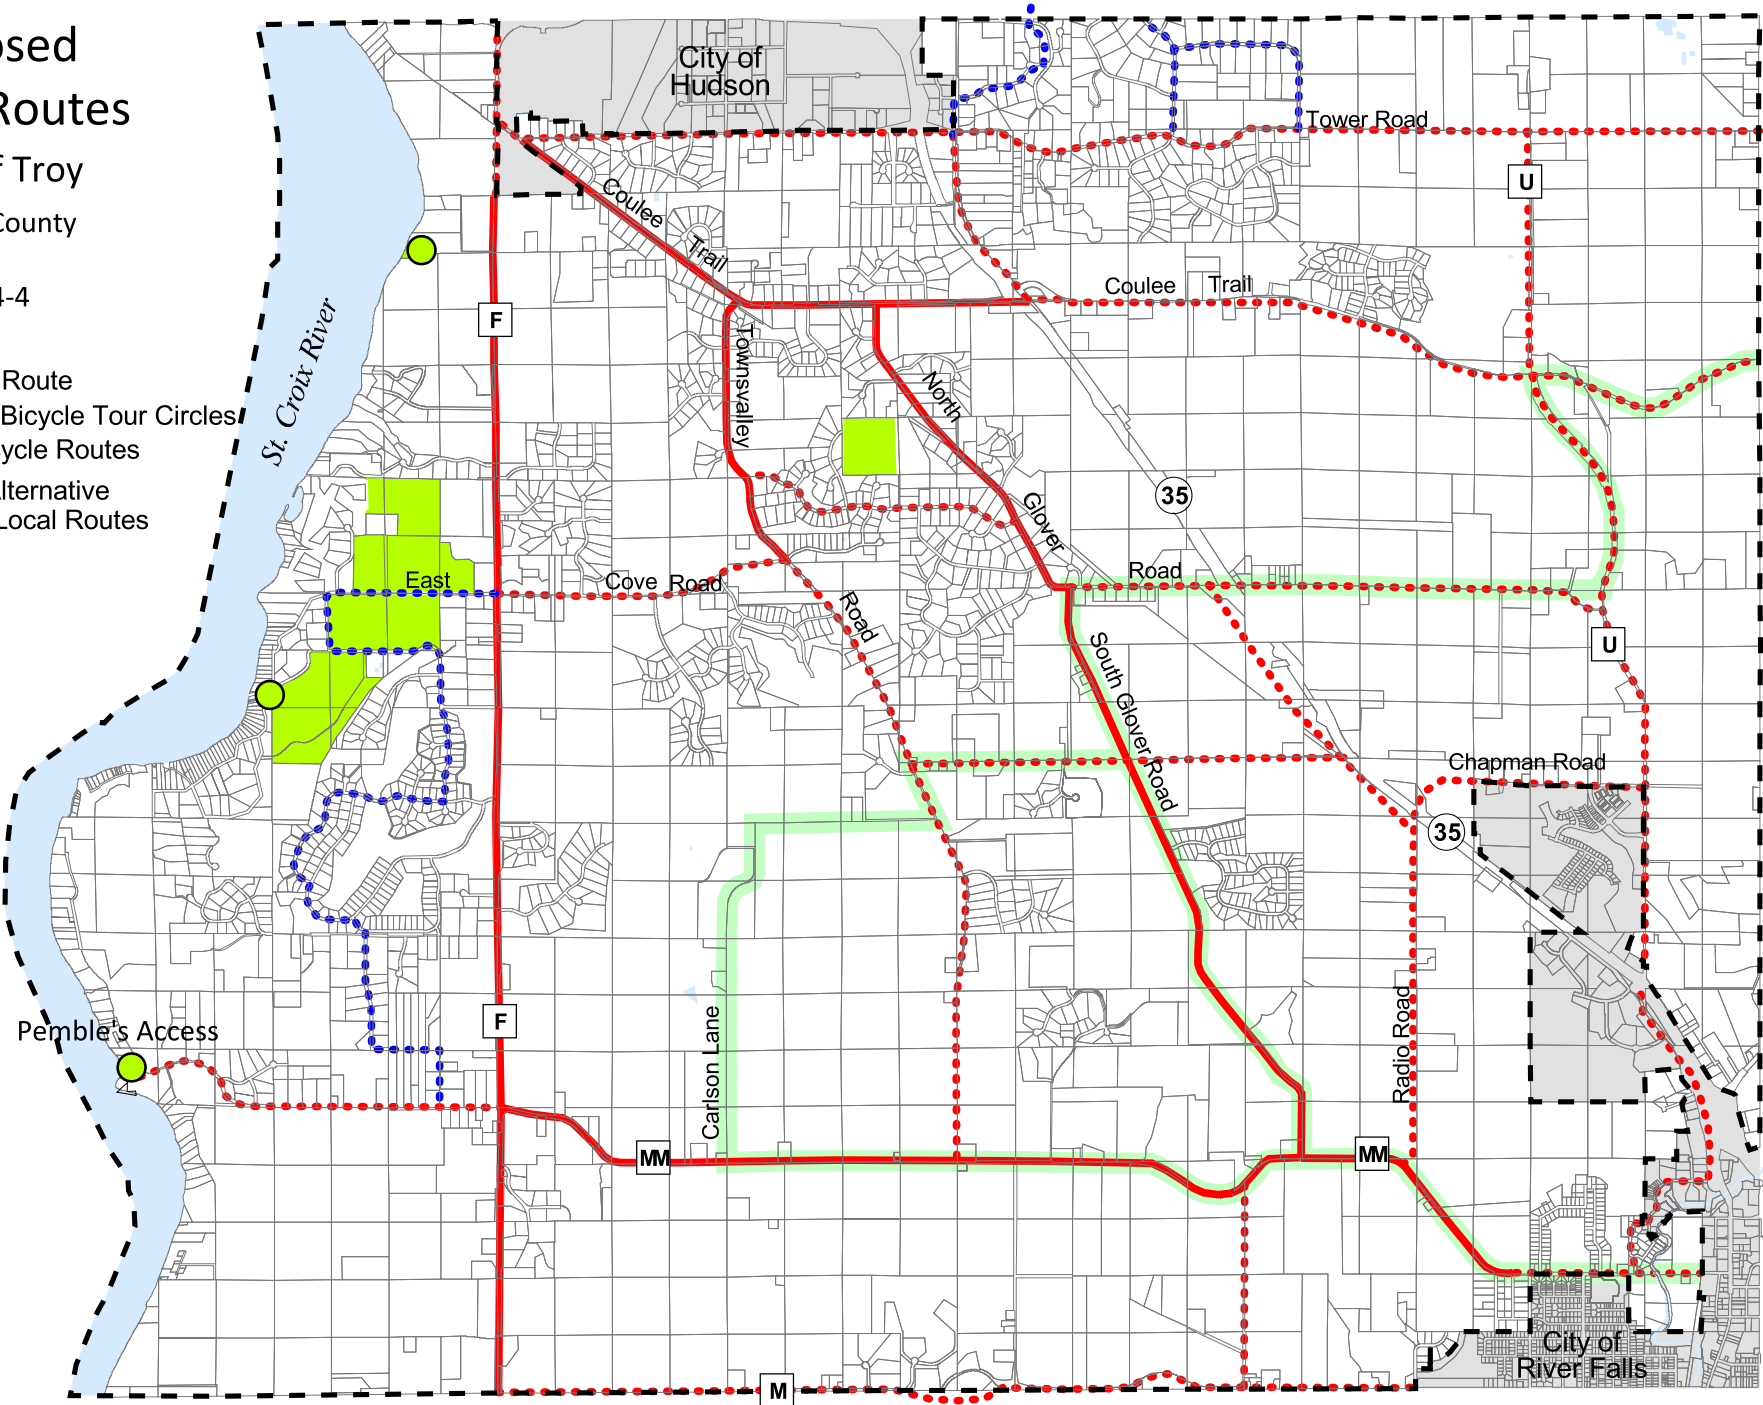 osed
Routes
f Troy
County
4-4
Route
Bicycle Tour Circles
ycle Routes
lternative
Local Routes
City of
Hudson
Tower Road
U
Coulee
Trail
Coulee Trail
F
St. Croix River
Townsvalley
North
Glover
35
East
Cove Road
Road
Road
U
South Glover Road
Chapman Road
35
Pemble's Access
F
Carlson Lane
Radio Road
MM
MM
City of
River Falls
M